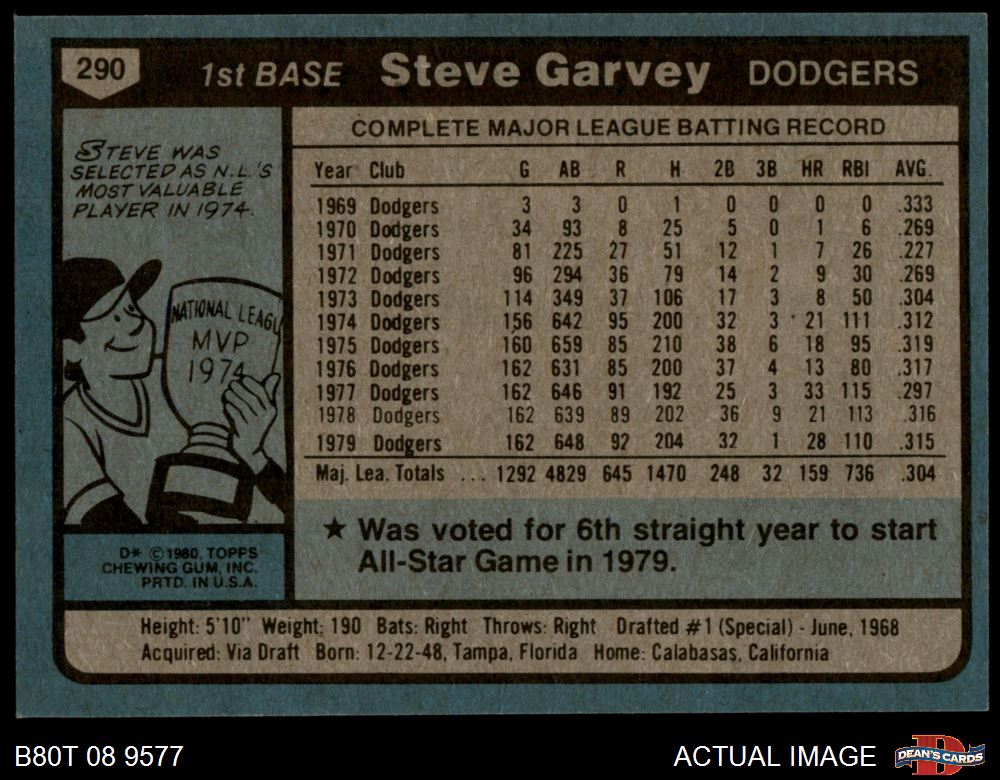 290 1st BASE Steve Garvey DODGERS
STEVE WAS
SELECTED AS N.L.'S
MOST VALUABLE
PLAYER IN 1974.
NATIONAL LEAGU
MVP
1974
D* © 1980, TOPPS
CHEWING GUM, INC.
PRTD. IN U.S.A.
COMPLETE MAJOR LEAGUE BATTING RECORD
Year Club G AB R H 2B 3B HR RBI AVG.
1969 Dodgers 3 3 0 1 0 0 0 0 .333
1970 Dodgers 34 93 8 25 5 0 1 6 .269
1971 Dodgers 81 225 27 51 12 1 7 26 .227
1972 Dodgers 96 294 36 79 14 2 9 30 .269
1973 Dodgers 114 349 37 106 17 3 8 50 .304
1974 Dodgers 156 642 95 200 32 3 21 111 .312
1975 Dodgers 160 659 85 210 38 6 18 95 .319
1976 Dodgers 162 631 85 200 37 4 13 80 .317
1977 Dodgers 162 646 91 192 25 3 33 115 .297
1978 Dodgers 162 639 89 202 36 9 21 113 .316
1979 Dodgers 162 648 92 204 32 1 28 110 .315
Maj. Lea. Totals ... 1292 4829 645 1470 248 32 159 736 .304
★ Was voted for 6th straight year to start
All-Star Game in 1979.
Height: 5'10" Weight: 190 Bats: Right Throws: Right Drafted #1 (Special) - June, 1968
Acquired: Via Draft Born: 12-22-48, Tampa, Florida Home: Calabasas, California
B80T 08 9577 ACTUAL IMAGE DEAN'S CARDS